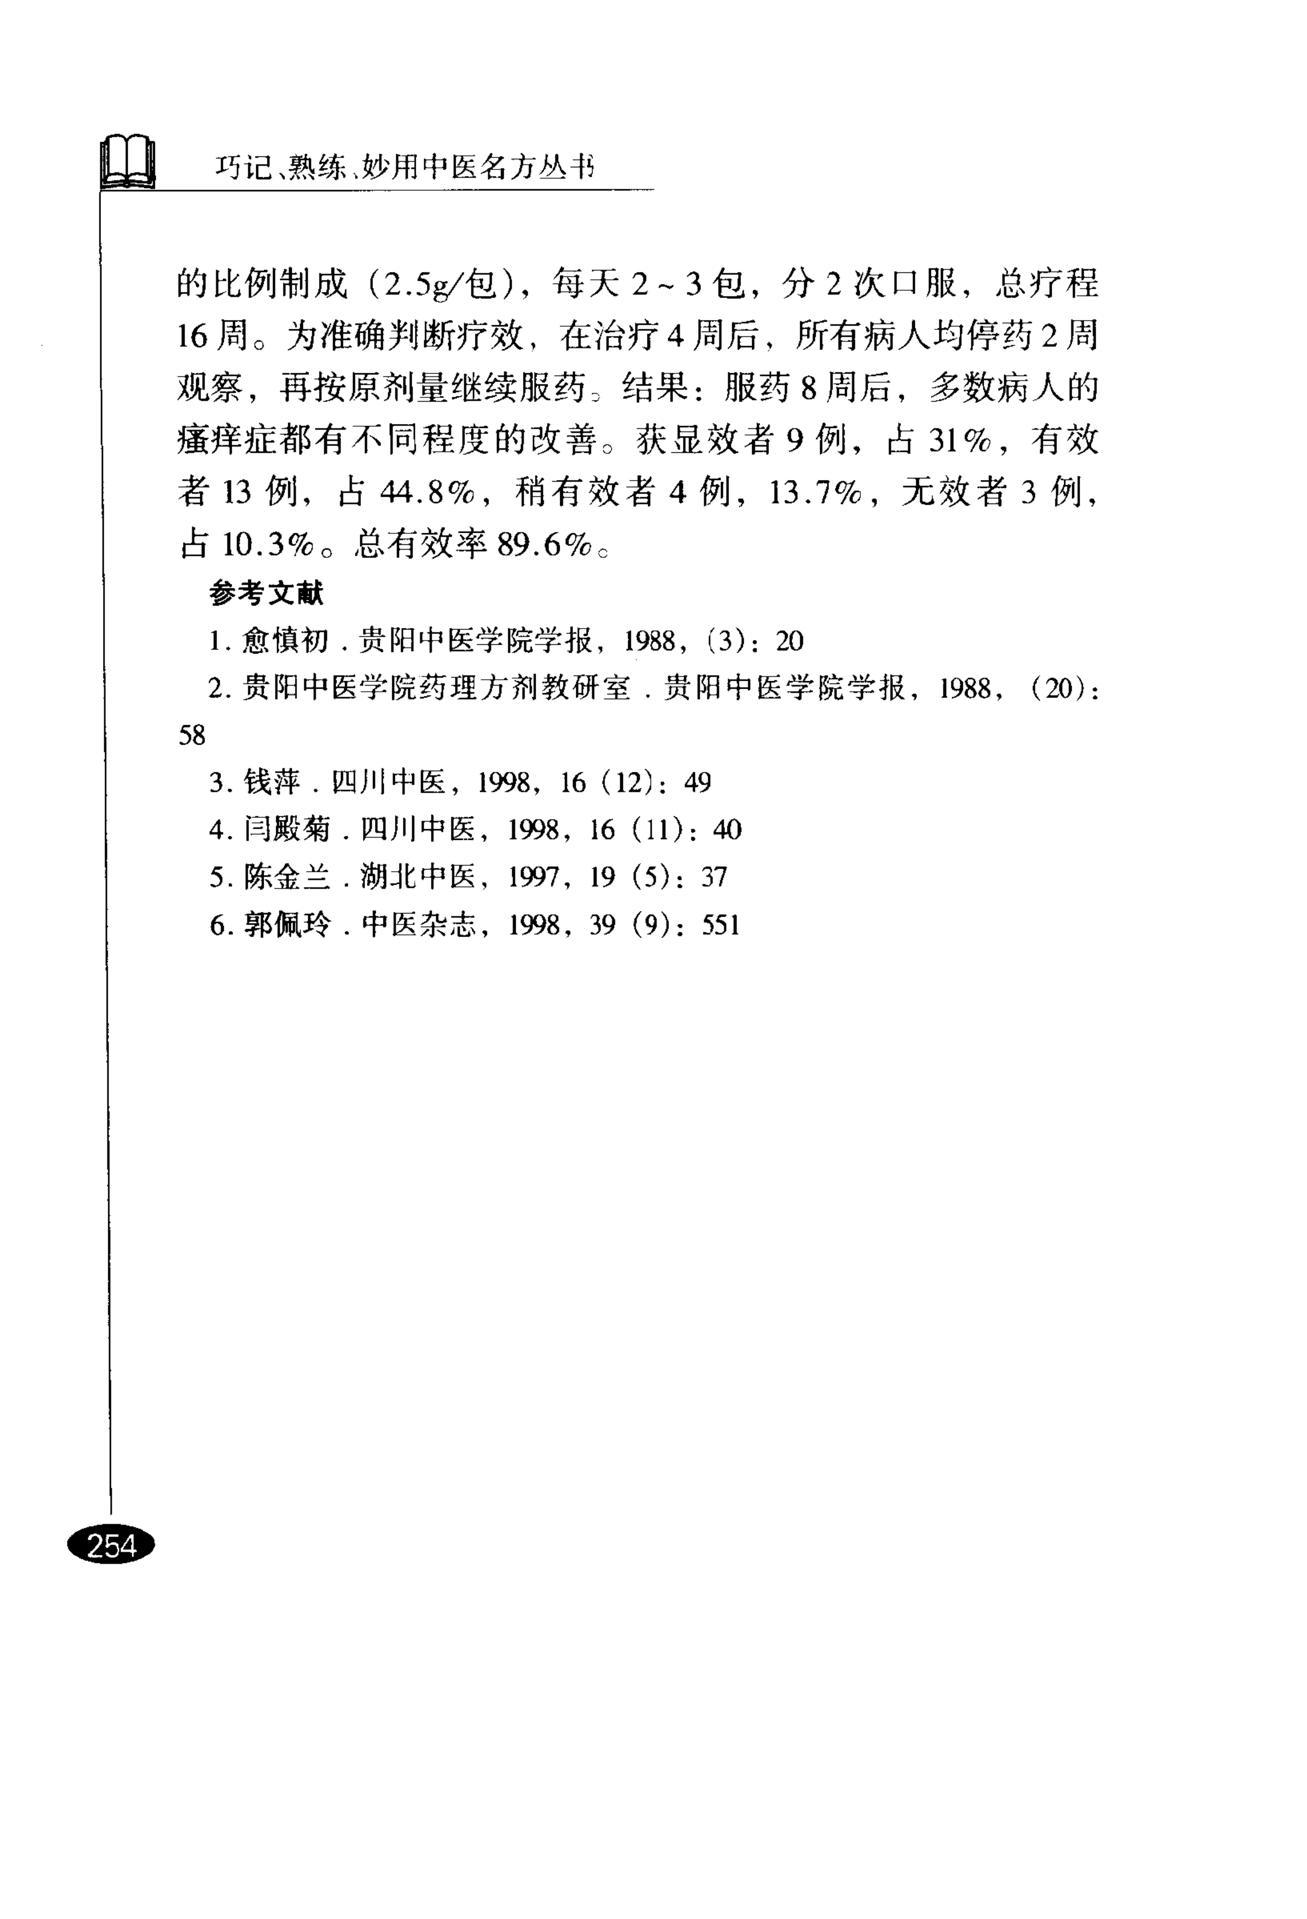 巧记、熟练、妙用中医名方丛书
的比例制成（2.5g/包），每天 2 ~ 3 包，分 2 次口服，总疗程
16 周。为准确判断疗效，在治疗 4 周后，所有病人均停药 2 周
观察，再按原剂量继续服药。结果：服药 8 周后，多数病人的
瘙痒症都有不同程度的改善。获显效者 9 例，占 31%，有效
者 13 例，占 44.8%，稍有效者 4 例，13.7%，无效者 3 例，
占 10.3%。总有效率 89.6%。
参考文献
1. 愈慎初．贵阳中医学院学报，1988，(3)：20
2. 贵阳中医学院药理方剂教研室．贵阳中医学院学报，1988，(20)：
58
3. 钱萍．四川中医，1998，16 (12)：49
4. 闫殿菊．四川中医，1998，16 (11)：40
5. 陈金兰．湖北中医，1997，19 (5)：37
6. 郭佩玲．中医杂志，1998，39 (9)：551
254